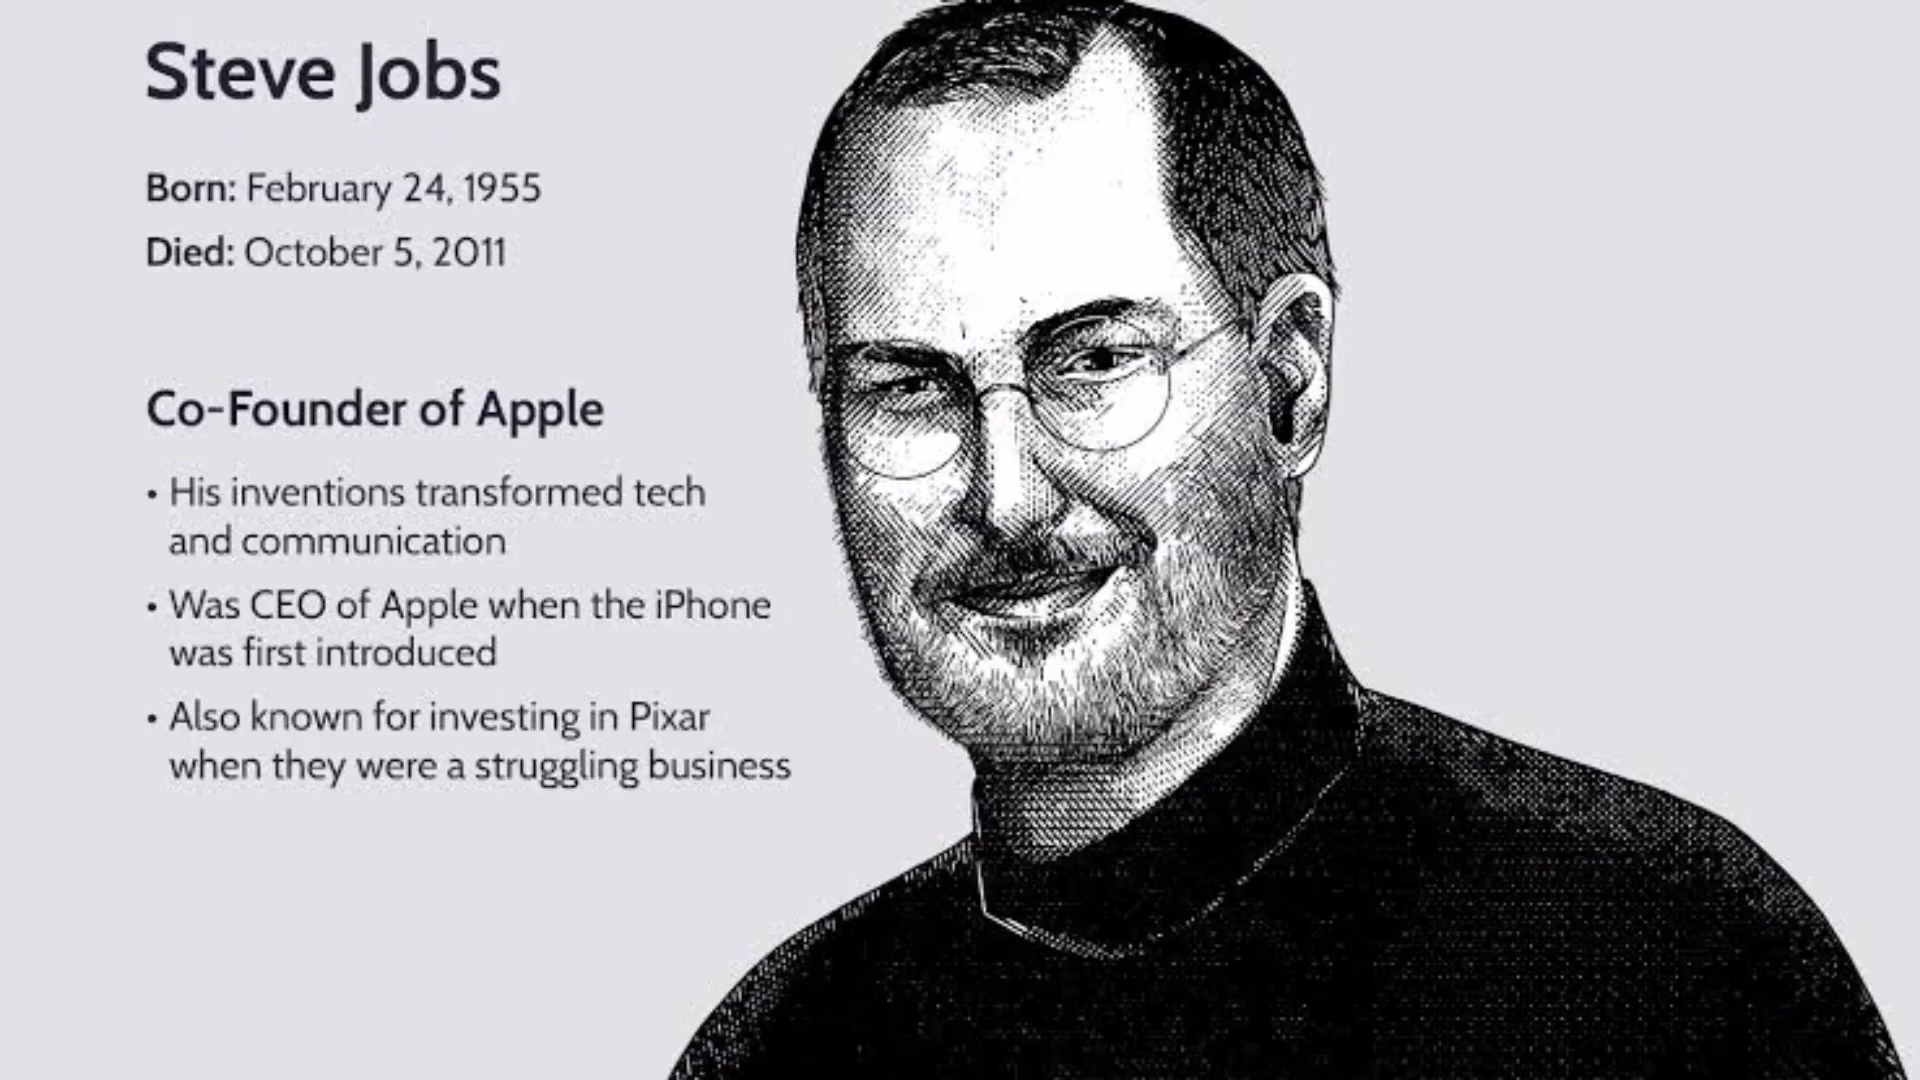 Steve Jobs
Born: February 24, 1955
Died: October 5, 2011
Co-Founder of Apple
• His inventions transformed tech
and communication
• Was CEO of Apple when the iPhone
was first introduced
• Also known for investing in Pixar
when they were a struggling business